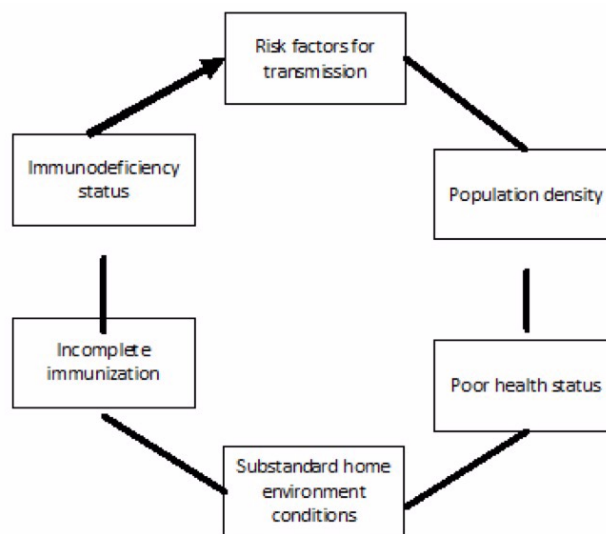 Risk factors for
transmission
Immunodeficiency
status
Population density
Incomplete
immunization
Poor health status
Substandard home
environment
conditions